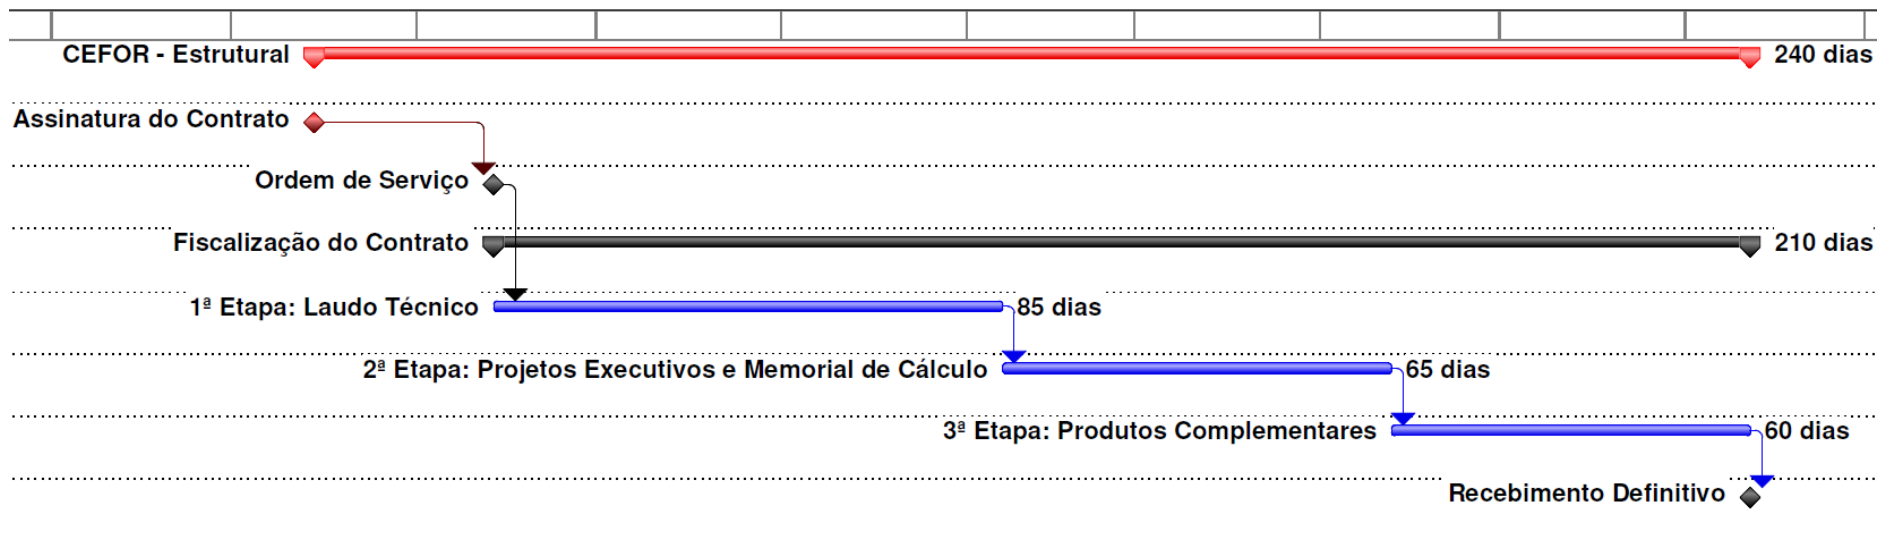 CEFOR - Estrutural 240 dias
Assinatura do Contrato
Ordem de Serviço
Fiscalização do Contrato 210 dias
1ª Etapa: Laudo Técnico 85 dias
2ª Etapa: Projetos Executivos e Memorial de Cálculo 65 dias
3ª Etapa: Produtos Complementares 60 dias
Recebimento Definitivo